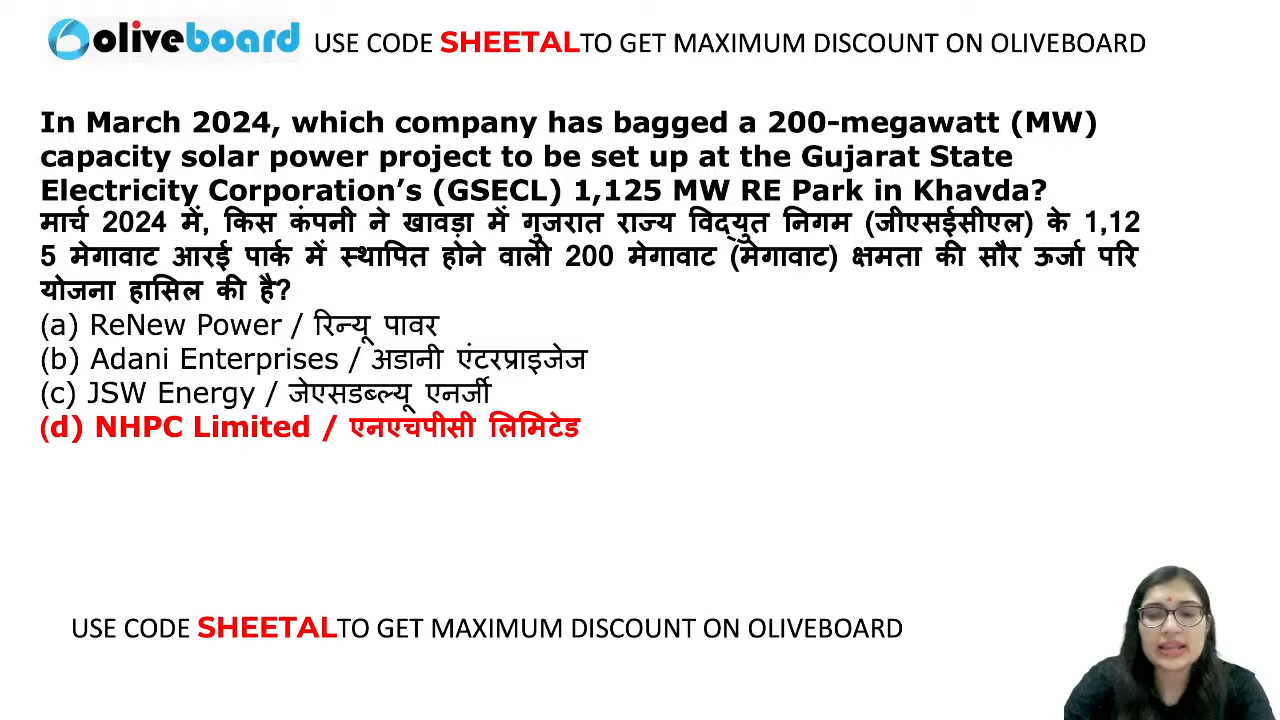 oliveboard USE CODE SHEETAL TO GET MAXIMUM DISCOUNT ON OLIVEBOARD
In March 2024, which company has bagged a 200-megawatt (MW)
capacity solar power project to be set up at the Gujarat State
Electricity Corporation’s (GSECL) 1,125 MW RE Park in Khavda?
मार्च 2024 में, किस कंपनी ने खावड़ा में गुजरात राज्य विद्युत निगम (जीएसईसीएल) के 1,12
5 मेगावाट आरई पार्क में स्थापित होने वाली 200 मेगावाट (मेगावाट) क्षमता की सौर ऊर्जा परि
योजना हासिल की है?
(a) ReNew Power / रिन्यू पावर
(b) Adani Enterprises / अडानी एंटरप्राइजेज
(c) JSW Energy / जेएसडब्ल्यू एनर्जी
(d) NHPC Limited / एनएचपीसी लिमिटेड
USE CODE SHEETAL TO GET MAXIMUM DISCOUNT ON OLIVEBOARD